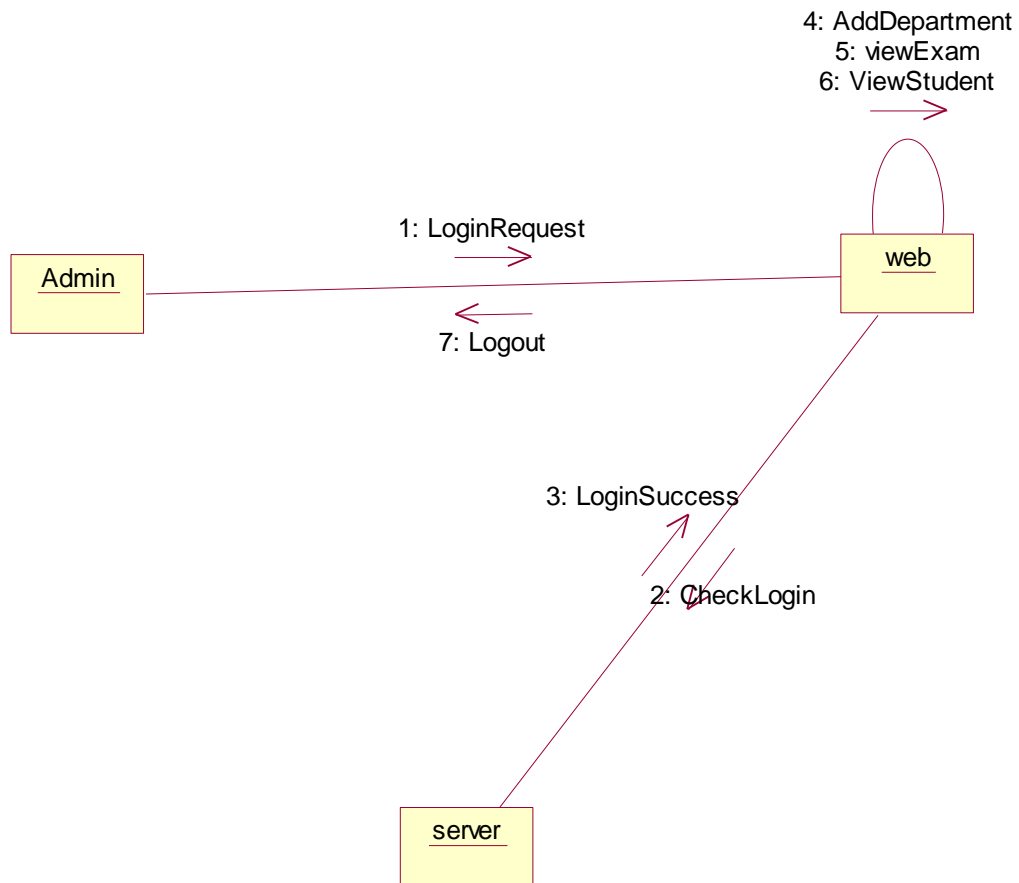 4: AddDepartment
5: viewExam
6: ViewStudent
1: LoginRequest
Admin
web
7: Logout
3: LoginSuccess
2: CheckLogin
server